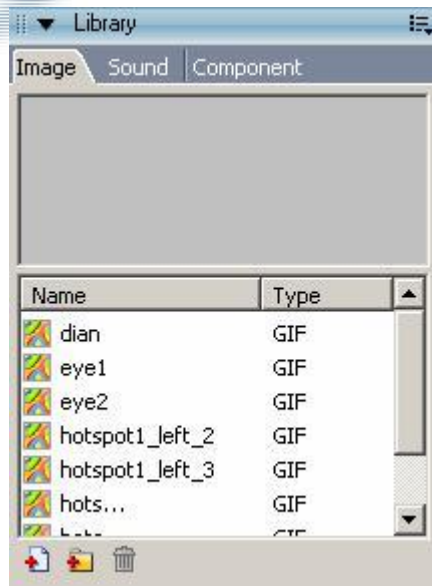 Library
Image Sound Component
Name Type
dian GIF
eye1 GIF
eye2 GIF
hotspot1_left_2 GIF
hotspot1_left_3 GIF
hots... GIF